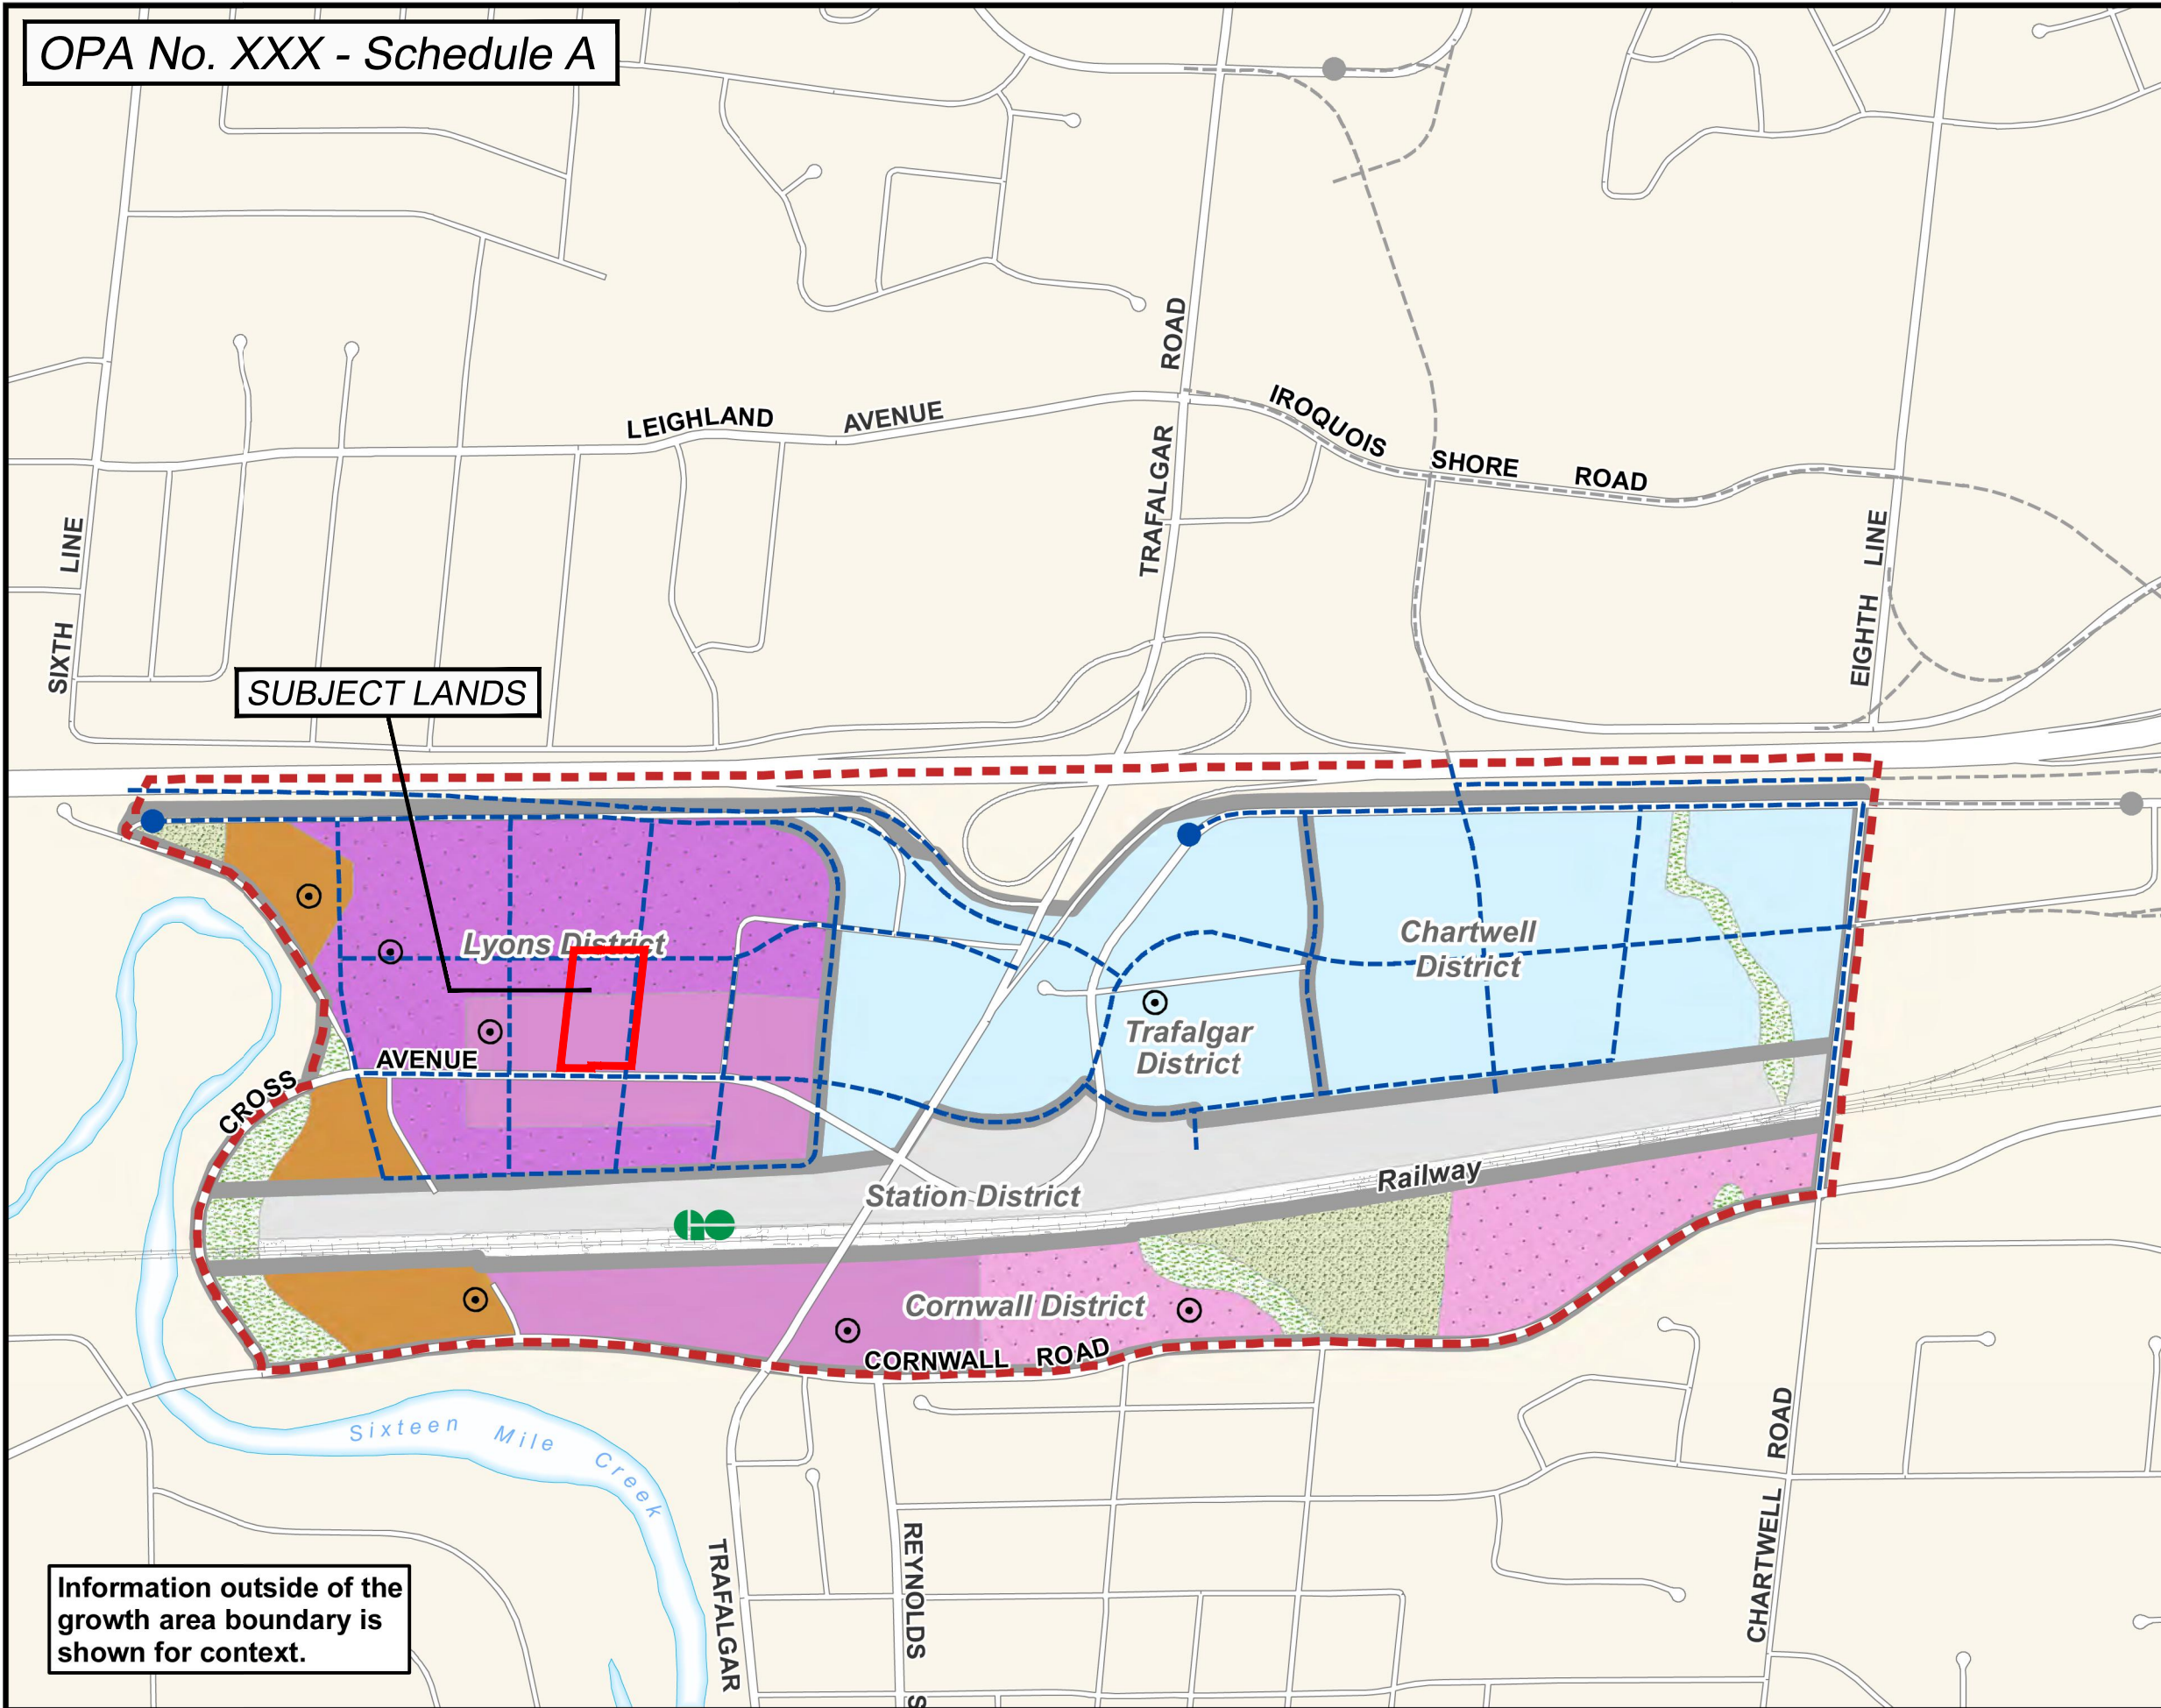 OPA No. XXX - Schedule A
ROAD
IROQUOIS
LEIGHLAND AVENUE
SHORE ROAD
TRAFALGAR
LINE
LINE
SIXTH
EIGHTH
SUBJECT LANDS
Lyons District
Chartwell
District
Trafalgar
District
AVENUE
CROSS
Railway
Station District
GO
Cornwall District
CORNWALL ROAD
Sixteen Mile Creek
ROAD
CHARTWELL
TRAFALGAR
REYNOLDS S
Information outside of the
growth area boundary is
shown for context.